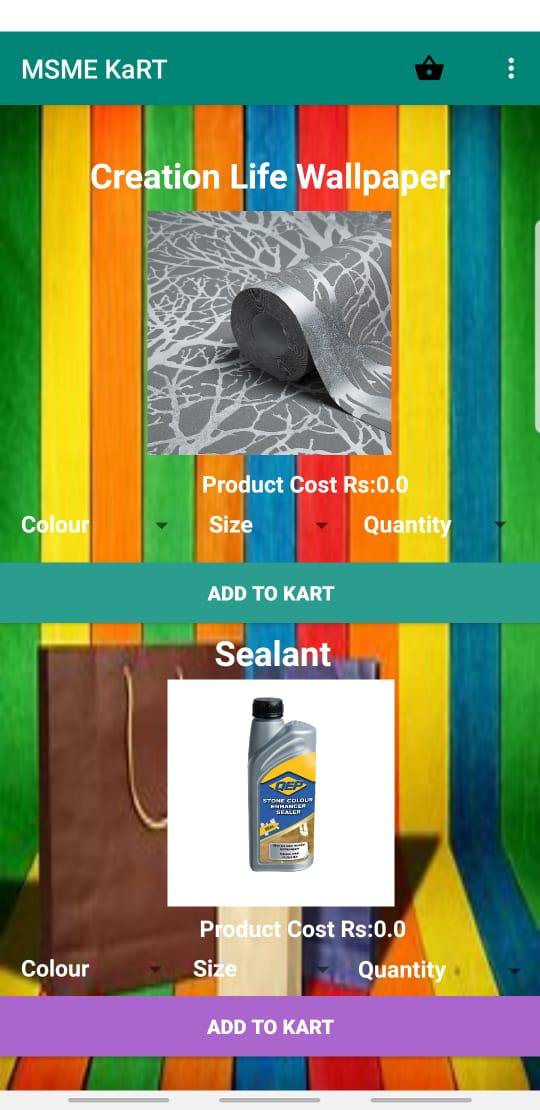 MSME KaRT
Creation Life Wallpaper
Product Cost Rs:0.0
Colour Size Quantity
ADD TO KART
Sealant
QEP
STONE COLOUR
ENHANCER
SEALER
Product Cost Rs:0.0
Colour Size Quantity
ADD TO KART